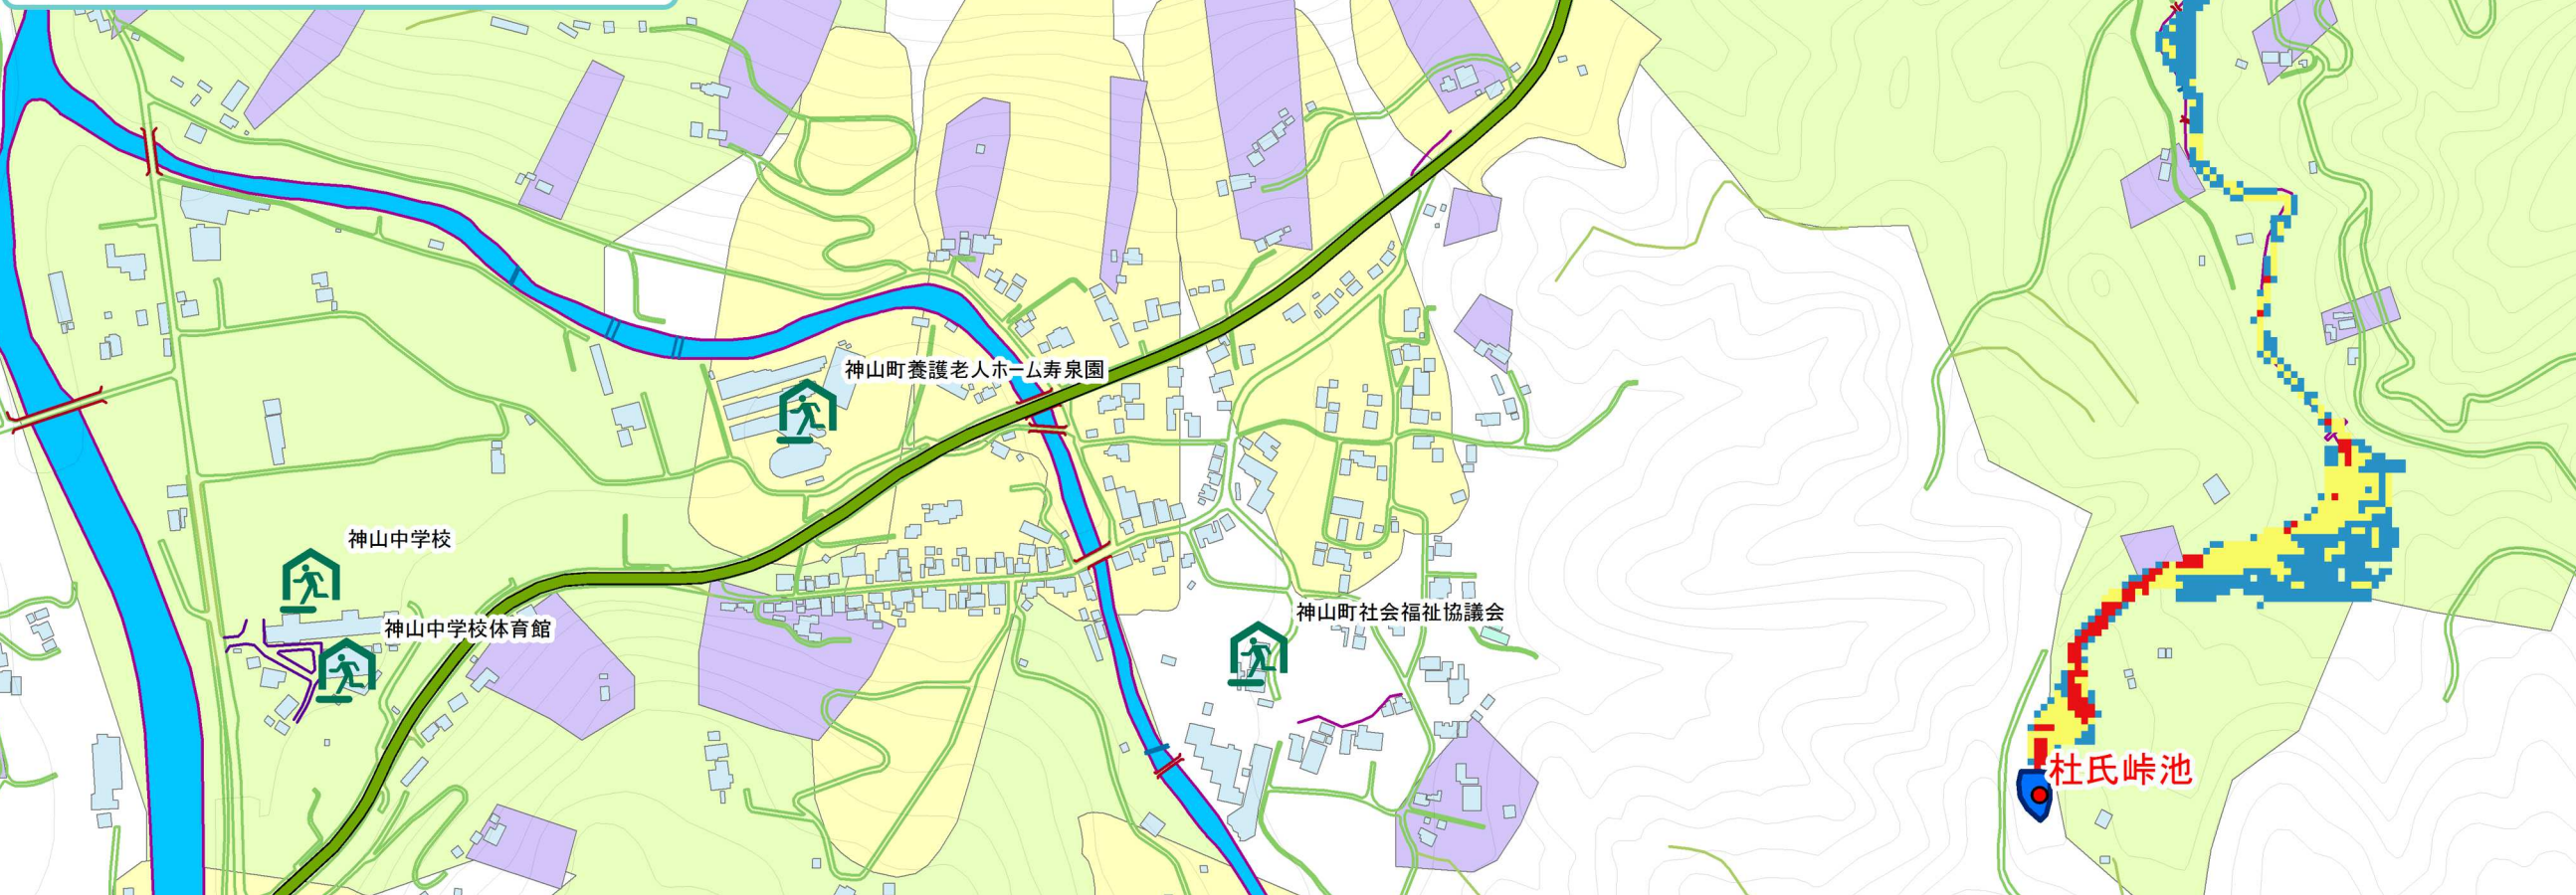 神山町養護老人ホーム寿泉園
神山中学校
神山町社会福祉協議会
神山中学校体育館
杜氏峠池